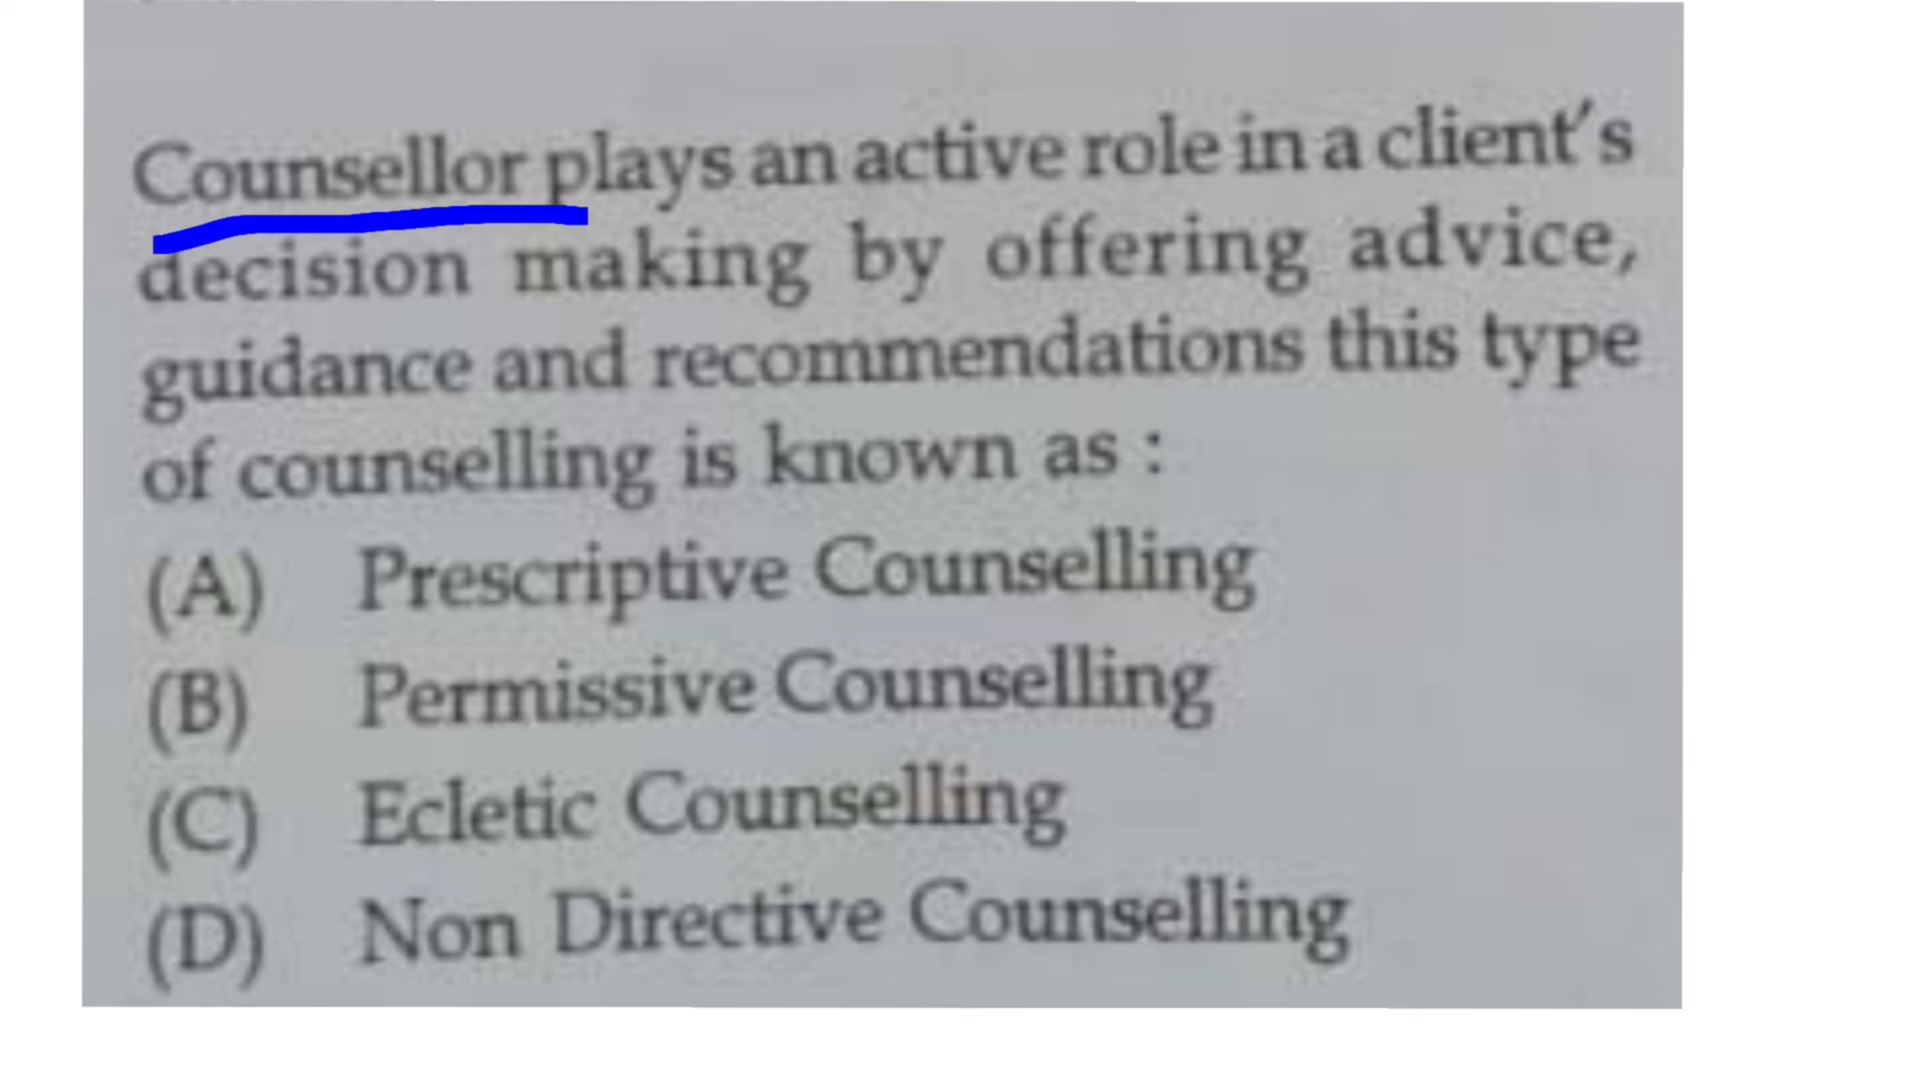 Counsellor plays an active role in a client's
decision making by offering advice,
guidance and recommendations this type
of counselling is known as :
(A) Prescriptive Counselling
(B) Permissive Counselling
(C) Ecletic Counselling
(D) Non Directive Counselling